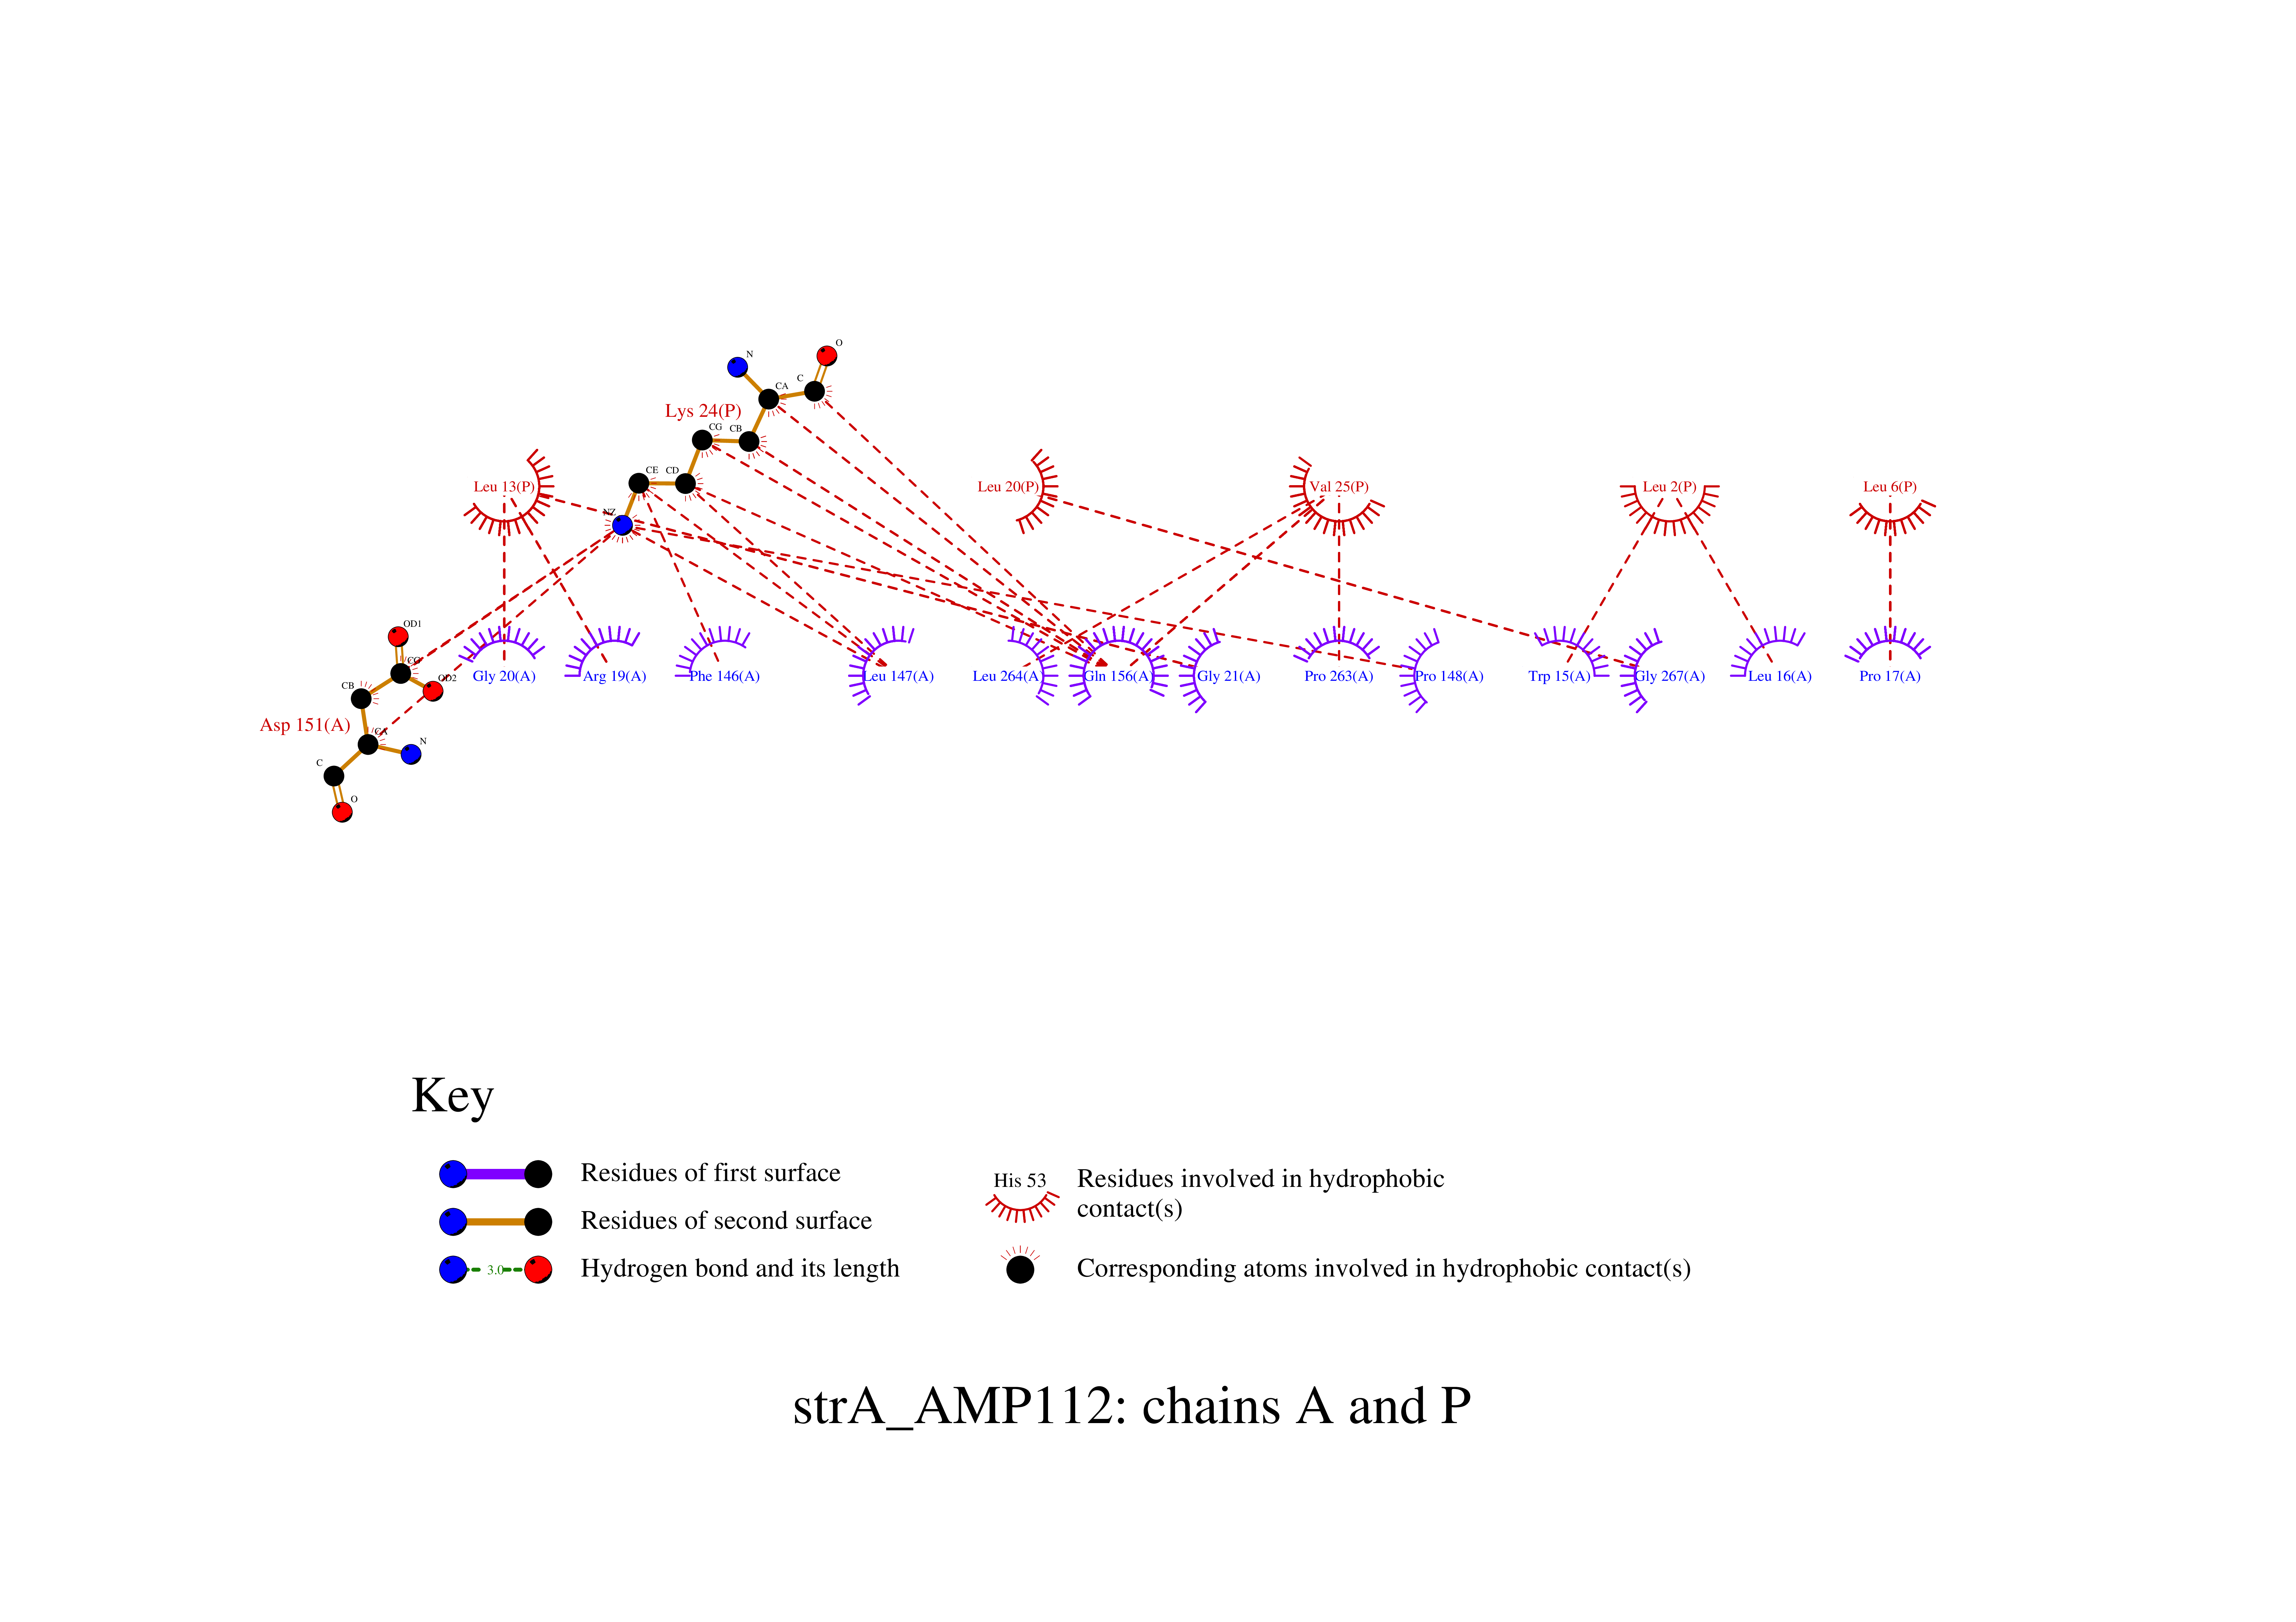 O
N
CA
C
Lys 24(P)
CG
CB
CE
CD
NZ
Leu 13(P)
Leu 20(P)
Val 25(P)
Leu 2(P)
Leu 6(P)
OD1
CG
OD2
CB
Gly 20(A)
Arg 19(A)
Phe 146(A)
Leu 147(A)
Leu 264(A)
Gln 156(A)
Gly 21(A)
Pro 263(A)
Pro 148(A)
Trp 15(A)
Gly 267(A)
Leu 16(A)
Pro 17(A)
Asp 151(A)
CA
N
C
O
Key
Residues of first surface
Residues of second surface
3.0
Hydrogen bond and its length
His 53
Residues involved in hydrophobic
contact(s)
Corresponding atoms involved in hydrophobic contact(s)
strA_AMP112: chains A and P